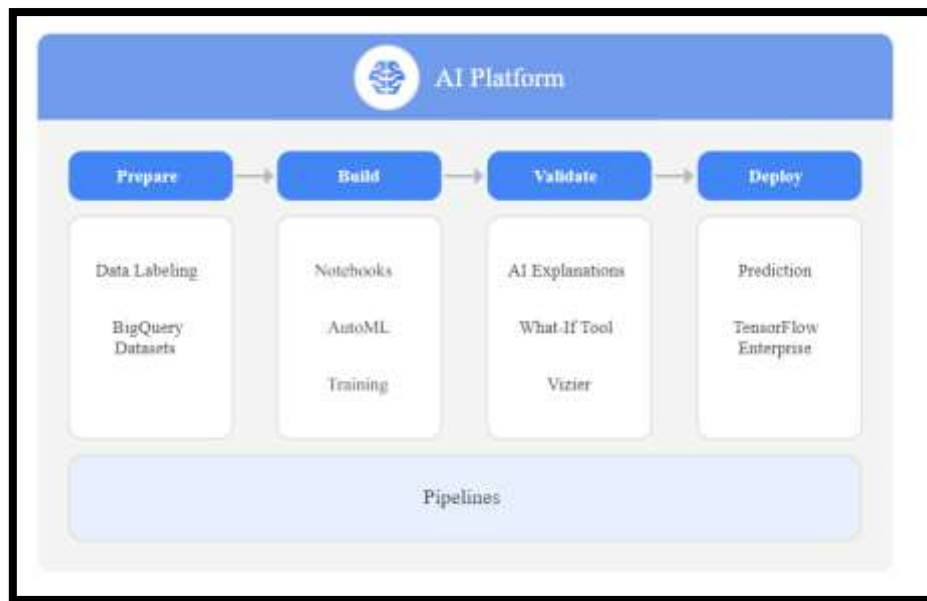 AI Platform
Prepare
Build
Validate
Deploy
Data Labeling
BigQuery
Datasets
Notebooks
AutoML
Training
AI Explanations
What-If Tool
Vizier
Prediction
TensorFlow
Enterprise
Pipelines